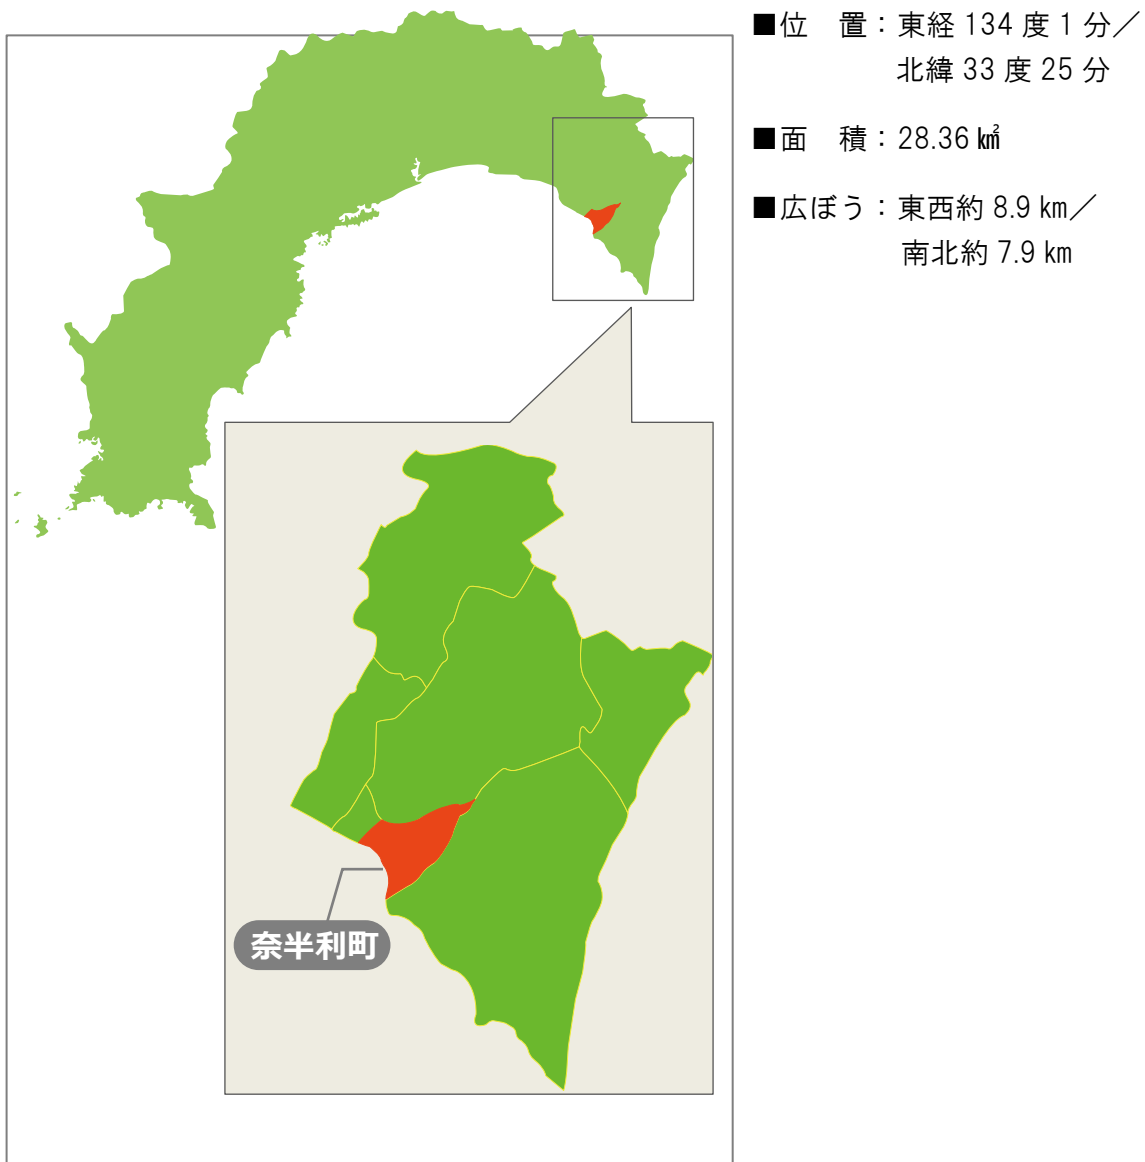 ■位　置：東経 134 度 1 分／
北緯 33 度 25 分
■面　積：28.36 ㎢
■広ぼう：東西約 8.9 ㎞／
南北約 7.9 ㎞
奈半利町